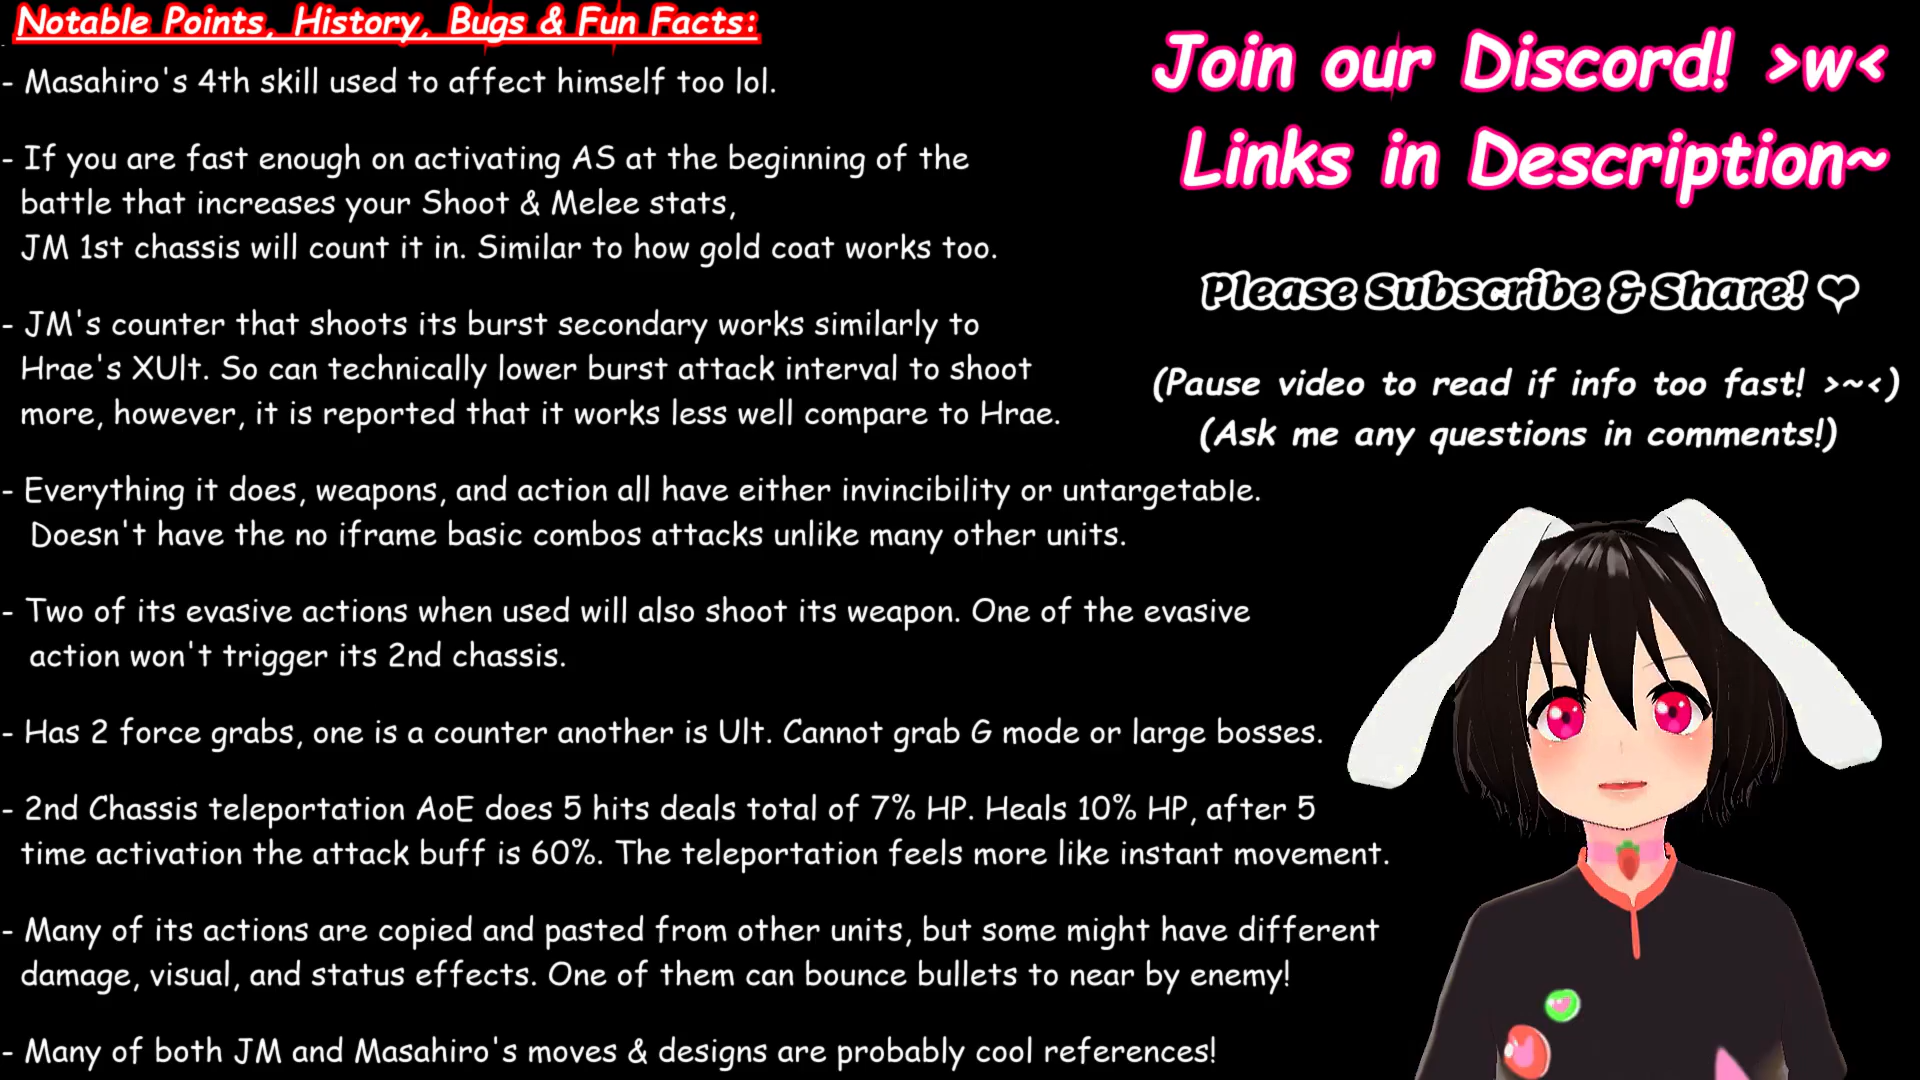 Notable Points, History, Bugs & Fun Facts:
- Masahiro's 4th skill used to affect himself too lol.
- If you are fast enough on activating AS at the beginning of the
battle that increases your Shoot & Melee stats,
JM 1st chassis will count it in. Similar to how gold coat works too.
- JM's counter that shoots its burst secondary works similarly to
Hrae's XUlt. So can technically lower burst attack interval to shoot
more, however, it is reported that it works less well compare to Hrae.
- Everything it does, weapons, and action all have either invincibility or untargetable.
Doesn't have the no iframe basic combos attacks unlike many other units.
- Two of its evasive actions when used will also shoot its weapon. One of the evasive
action won't trigger its 2nd chassis.
- Has 2 force grabs, one is a counter another is Ult. Cannot grab G mode or large bosses.
- 2nd Chassis teleportation AoE does 5 hits deals total of 7% HP. Heals 10% HP, after 5
time activation the attack buff is 60%. The teleportation feels more like instant movement.
- Many of its actions are copied and pasted from other units, but some might have different
damage, visual, and status effects. One of them can bounce bullets to near by enemy!
- Many of both JM and Masahiro's moves & designs are probably cool references!
Join our Discord! >w<
Links in Description~
Please Subscribe & Share! ♡
(Pause video to read if info too fast! >~<)
(Ask me any questions in comments!)